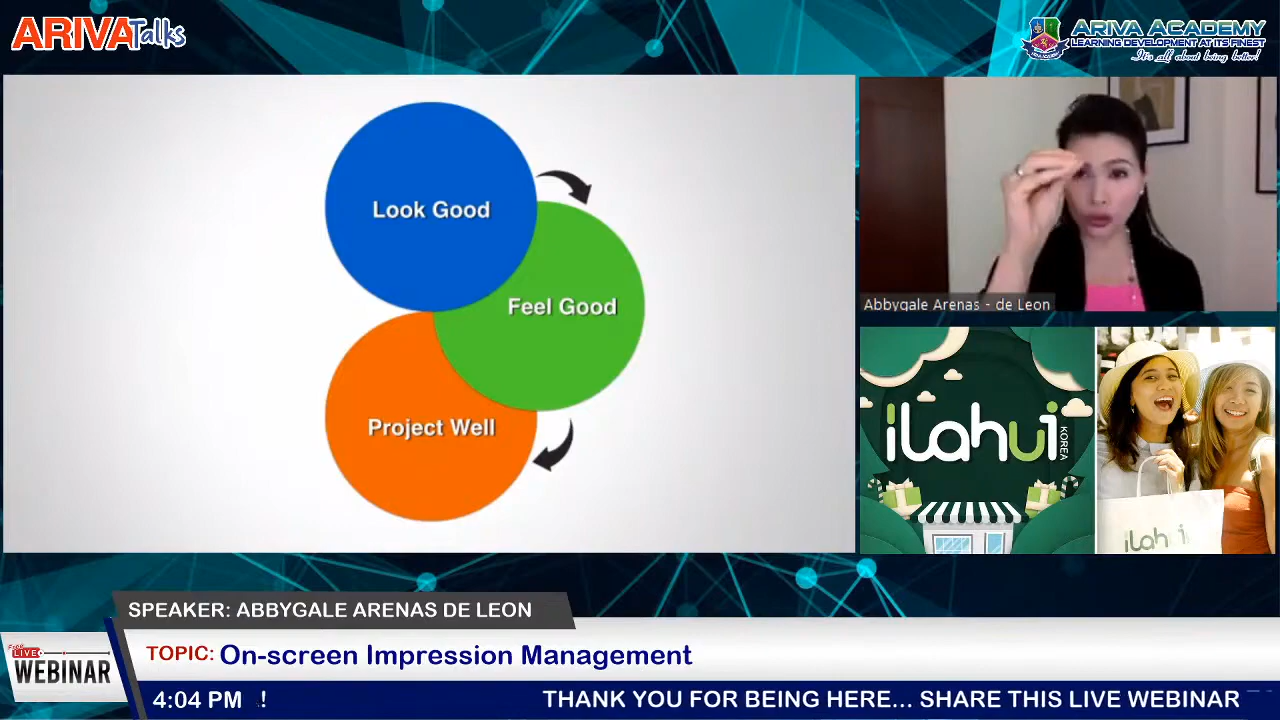 ARIVATalks
ARIVA ACADEMY
LEARNING DEVELOPMENT AT ITS FINEST
It's all about being better!
Look Good
Feel Good
Project Well
Abbygale Arenas - de Leon
ilahui
KOREA
ilahui
SPEAKER: ABBYGALE ARENAS DE LEON
TOPIC: On-screen Impression Management
Free
LIVE
WEBINAR
4:04 PM ! THANK YOU FOR BEING HERE... SHARE THIS LIVE WEBINAR